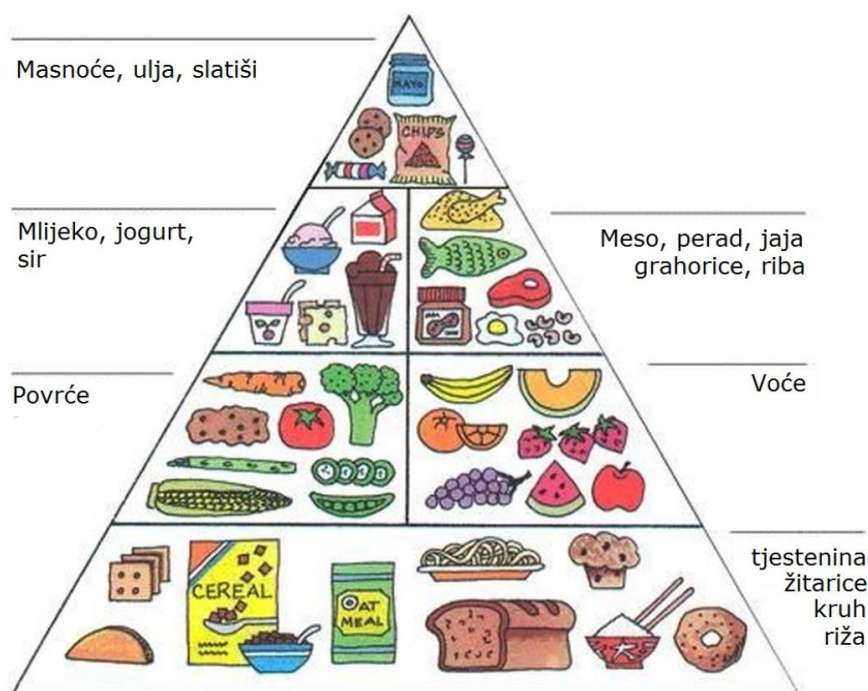 Masnoće, ulja, slatiši
MAYO
CHIPS
Mlijeko, jogurt,
sir
Meso, perad, jaja
grahorice, riba
Povrće
Voće
CEREAL
OAT
MEAL
tjestenina
žitarice
kruh
riža